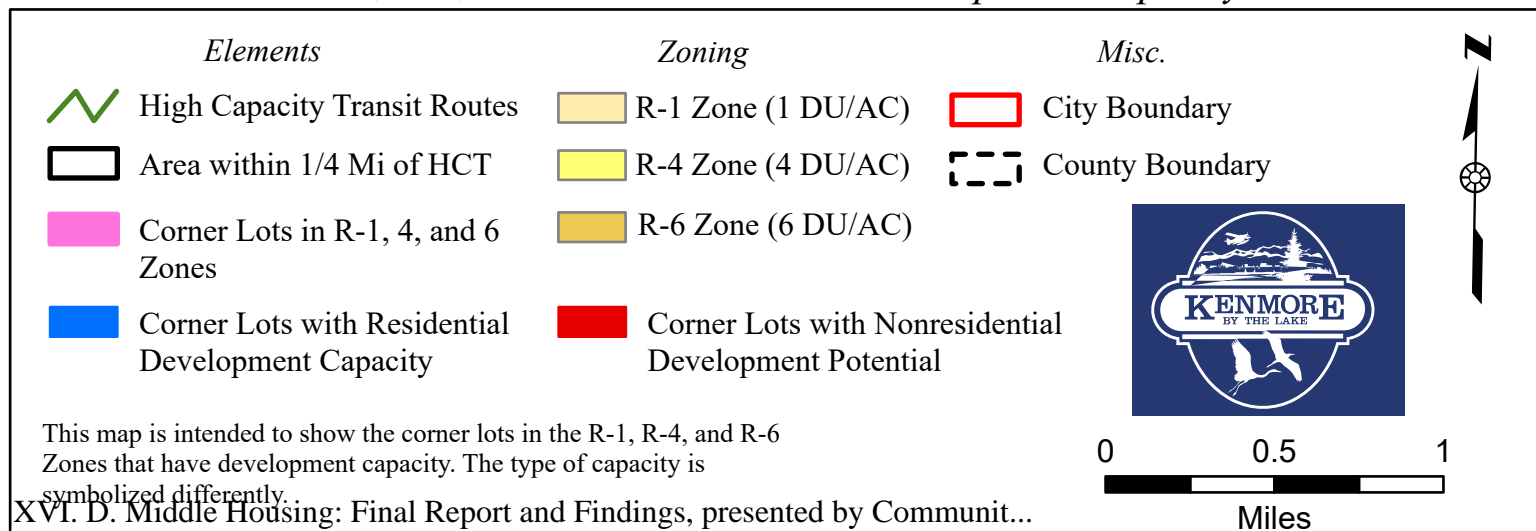 Elements
Zoning
Misc.
N
High Capacity Transit Routes
R-1 Zone (1 DU/AC)
City Boundary
Area within 1/4 Mi of HCT
R-4 Zone (4 DU/AC)
County Boundary
Corner Lots in R-1, 4, and 6
Zones
R-6 Zone (6 DU/AC)
Corner Lots with Residential
Development Capacity
Corner Lots with Nonresidential
Development Potential
KENMORE
BY THE LAKE
This map is intended to show the corner lots in the R-1, R-4, and R-6
Zones that have development capacity. The type of capacity is
symbolized differently.
0 0.5 1
Miles
XVI. D. Middle Housing: Final Report and Findings, presented by Communit...